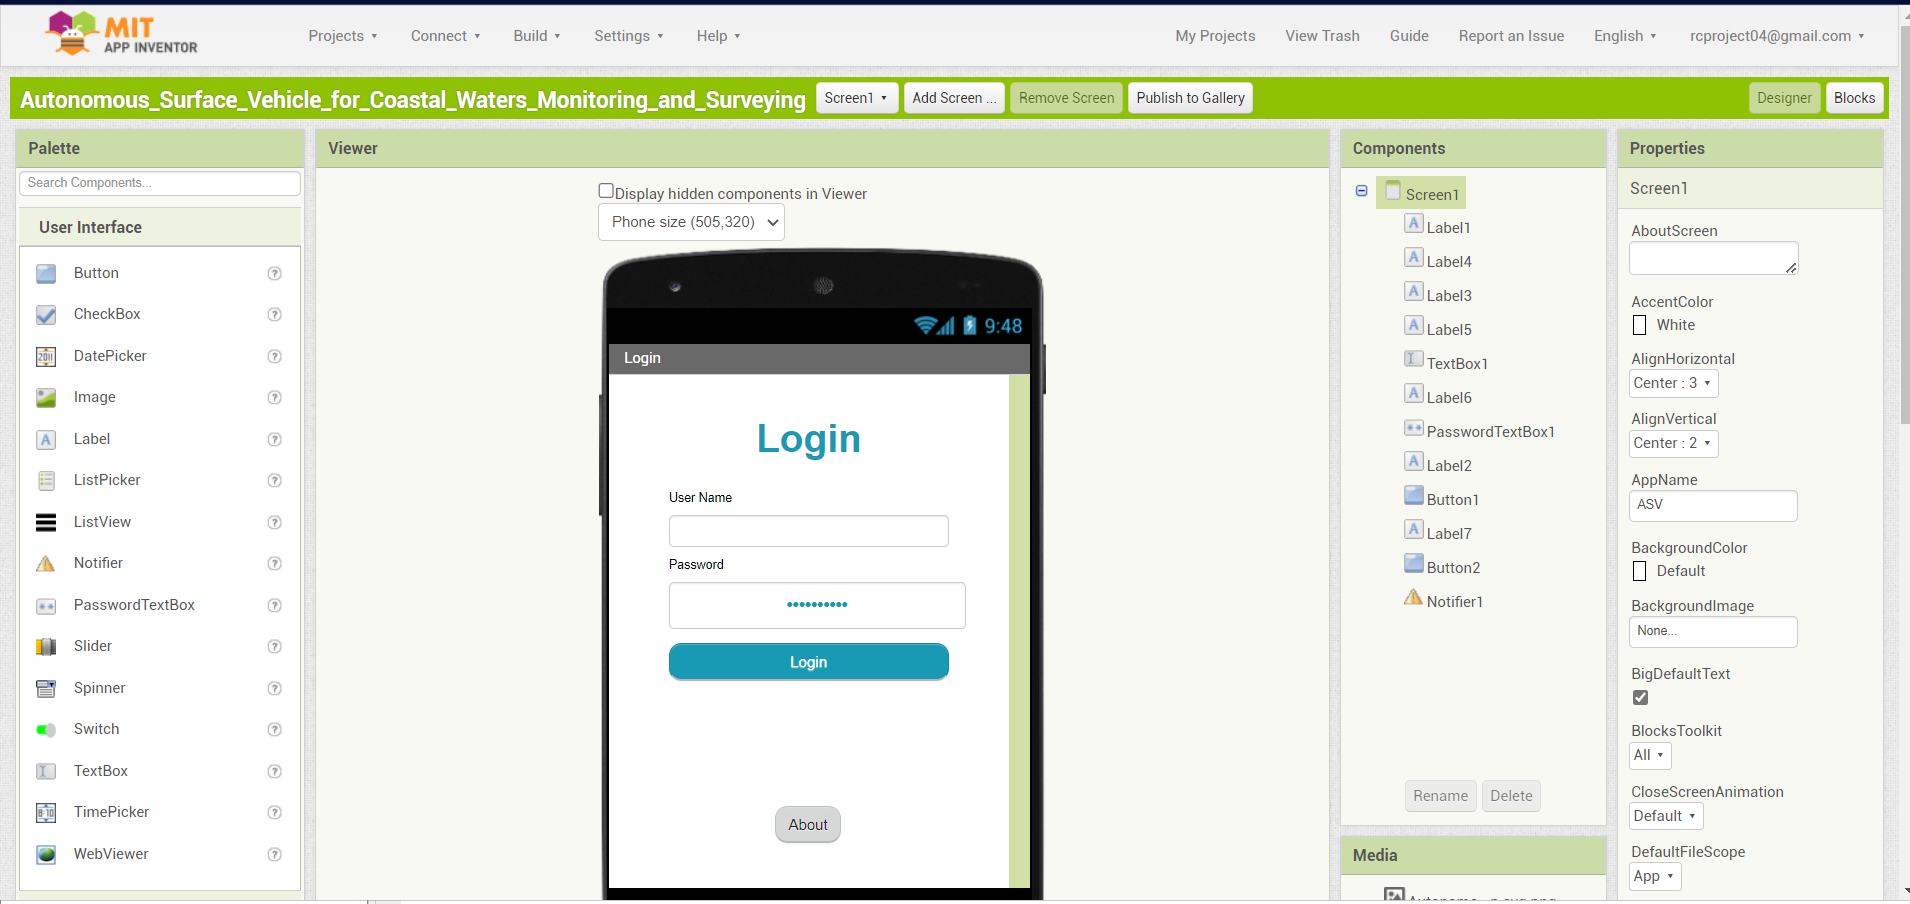 MIT
APP INVENTOR
Projects
Connect
Build
Settings
Help
My Projects
View Trash
Guide
Report an Issue
English
rcproject04@gmail.com
Autonomous_Surface_Vehicle_for_Coastal_Waters_Monitoring_and_Surveying
Screen1
Add Screen ...
Remove Screen
Publish to Gallery
Designer
Blocks
Palette
Search Components...
User Interface
Button ?
CheckBox ?
2011 DatePicker ?
Image ?
A Label ?
ListPicker ?
ListView ?
Notifier ?
PasswordTextBox ?
Slider ?
Spinner ?
Switch ?
TextBox ?
8:10 TimePicker ?
WebViewer ?
Viewer
Display hidden components in Viewer
Phone size (505,320)
9:48
Login
Login
User Name
Password
Login
About
Components
Screen1
A Label1
A Label4
A Label3
A Label5
TextBox1
A Label6
PasswordTextBox1
A Label2
Button1
A Label7
Button2
Notifier1
Rename
Delete
Media
Properties
Screen1
AboutScreen
AccentColor
White
AlignHorizontal
Center : 3
AlignVertical
Center : 2
AppName
ASV
BackgroundColor
Default
BackgroundImage
None...
BigDefaultText
BlocksToolkit
All
CloseScreenAnimation
Default
DefaultFileScope
App